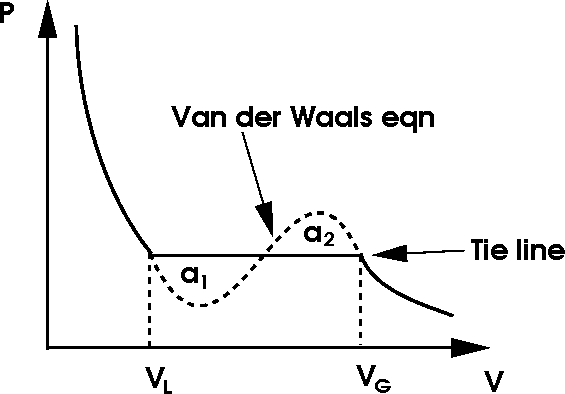 P
Van der Waals eqn
a2
Tie line
a1
VL
VG
V